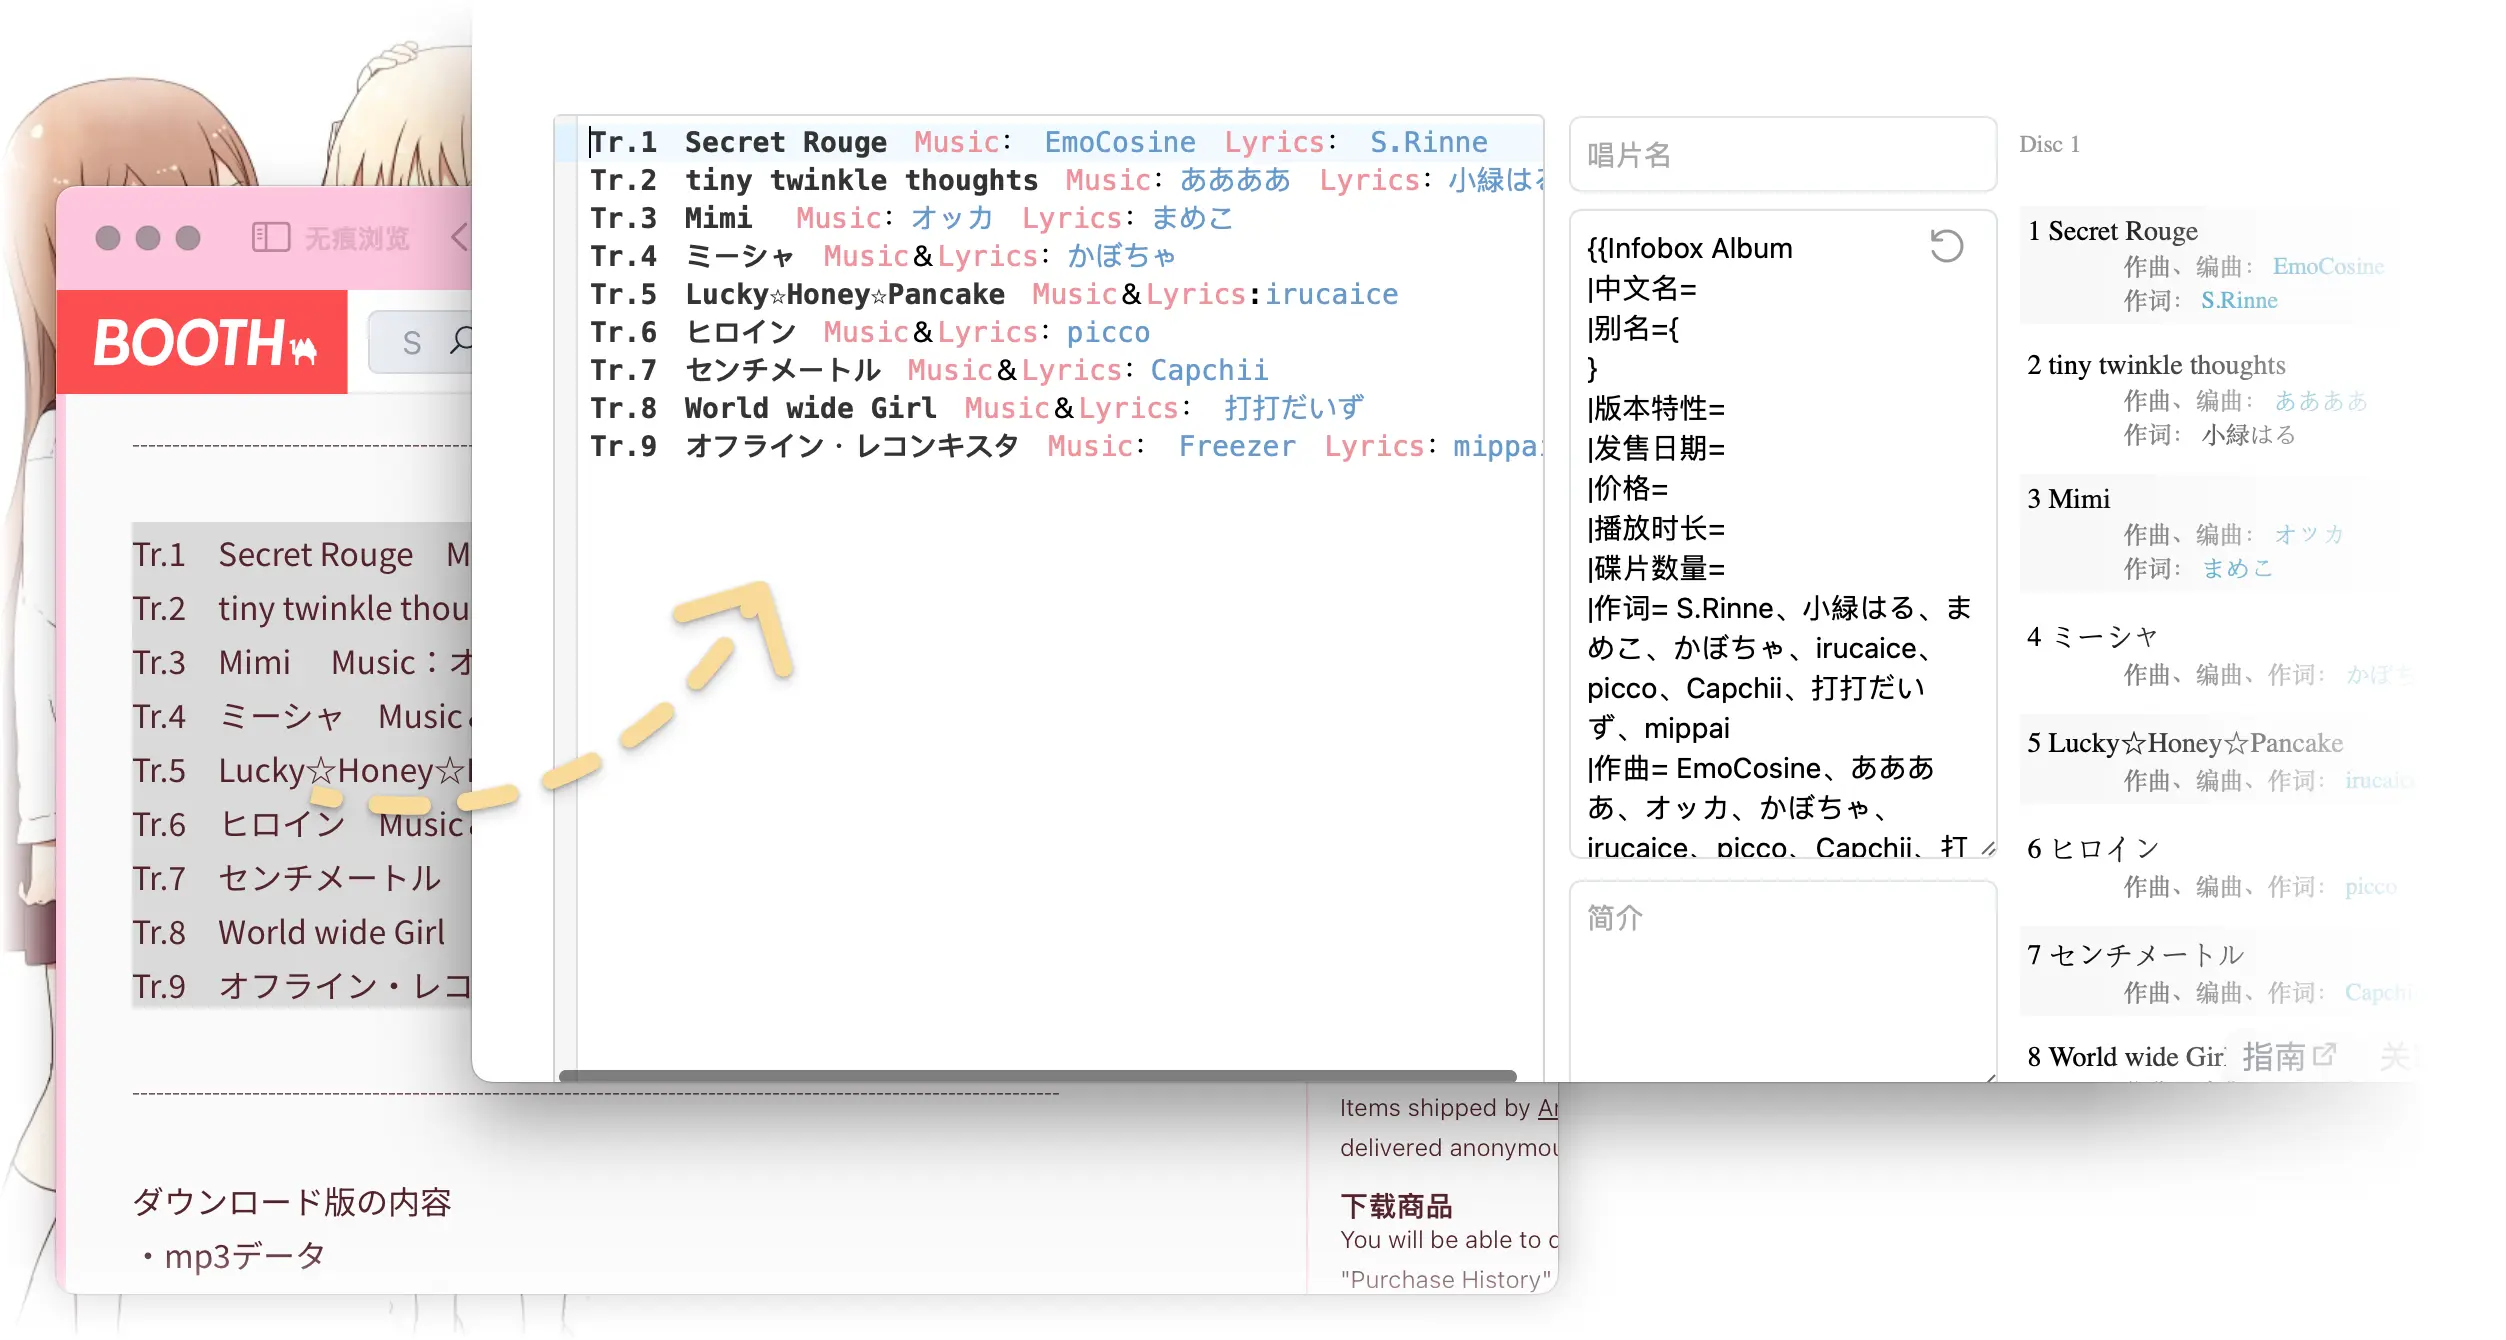 无痕浏览
BOOTH
S
Tr.1 Secret Rouge M
Tr.2 tiny twinkle thou
Tr.3 Mimi Music：オ
Tr.4 ミーシャ Music
Tr.5 Lucky☆Honey☆
Tr.6 ヒロイン Music
Tr.7 センチメートル
Tr.8 World wide Girl
Tr.9 オフライン・レコ
ダウンロード版の内容
・mp3データ
Items shipped by
delivered anonymou
下载商品
You will be able to
"Purchase History"
Tr.1 Secret Rouge Music： EmoCosine Lyrics： S.Rinne
Tr.2 tiny twinkle thoughts Music：ああああ Lyrics：小緑は
Tr.3 Mimi Music：オッカ Lyrics：まめこ
Tr.4 ミーシャ Music＆Lyrics：かぼちゃ
Tr.5 Lucky☆Honey☆Pancake Music＆Lyrics:irucaice
Tr.6 ヒロイン Music＆Lyrics：picco
Tr.7 センチメートル Music＆Lyrics：Capchii
Tr.8 World wide Girl Music＆Lyrics： 打打だいず
Tr.9 オフライン・レコンキスタ Music： Freezer Lyrics：mippai
唱片名
{{Infobox Album
|中文名=
|别名={
}
|版本特性=
|发售日期=
|价格=
|播放时长=
|碟片数量=
|作词= S.Rinne、小緑はる、ま
めこ、かぼちゃ、irucaice、
picco、Capchii、打打だい
ず、mippai
|作曲= EmoCosine、あああ
あ、オッカ、かぼちゃ、
irucaice、picco、Capchii、打
简介
Disc 1
1 Secret Rouge
作曲、编曲： EmoCosine
作词： S.Rinne
2 tiny twinkle thoughts
作曲、编曲： ああああ
作词： 小緑はる
3 Mimi
作曲、编曲： オッカ
作词： まめこ
4 ミーシャ
作曲、编曲、作词： かぼち
5 Lucky☆Honey☆Pancake
作曲、编曲、作词： irucaic
6 ヒロイン
作曲、编曲、作词： picco
7 センチメートル
作曲、编曲、作词： Capchi
8 World wide Gir
指南
关